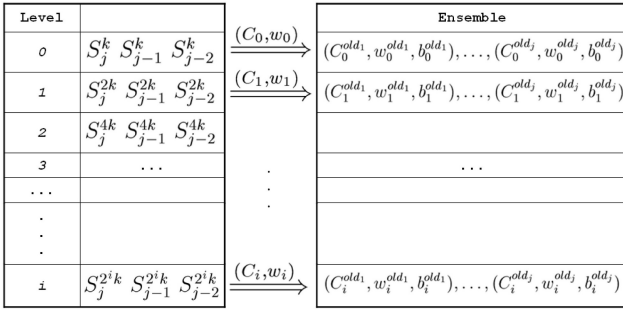 Level Ensemble
0 S_j^k S_{j-1}^k S_{j-2}^k (C_0,w_0) ⟹ (C_0^{old_1},w_0^{old_1},b_0^{old_1}),...,(C_0^{old_j},w_0^{old_j},b_0^{old_j})
1 S_j^{2k} S_{j-1}^{2k} S_{j-2}^{2k} (C_1,w_1) ⟹ (C_1^{old_1},w_1^{old_1},b_1^{old_1}),...,(C_1^{old_j},w_1^{old_j},b_1^{old_j})
2 S_j^{4k} S_{j-1}^{4k} S_{j-2}^{4k}
3 ... ...
...
i S_j^{2^ik} S_{j-1}^{2^ik} S_{j-2}^{2^ik} (C_i,w_i) ⟹ (C_i^{old_1},w_i^{old_1},b_i^{old_1}),...,(C_i^{old_j},w_i^{old_j},b_i^{old_j})